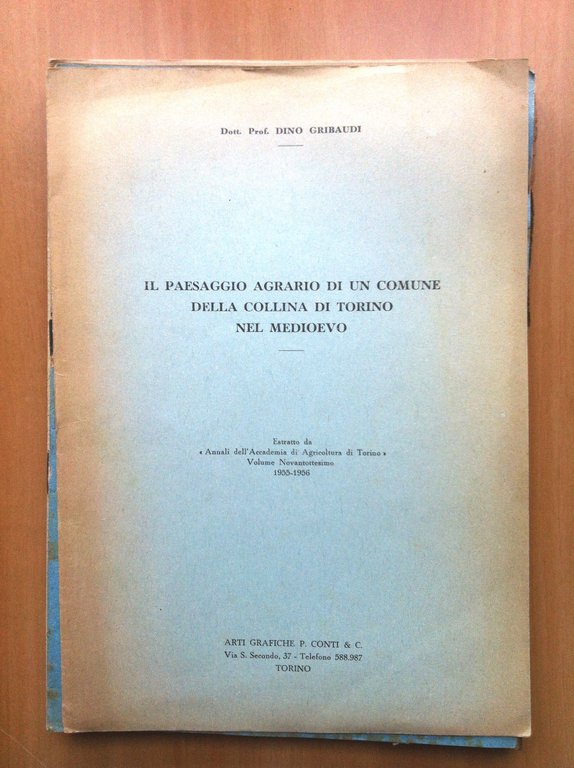 Dott. Prof. DINO GRIBAUDI
IL PAESAGGIO AGRARIO DI UN COMUNE
DELLA COLLINA DI TORINO
NEL MEDIOEVO
Estratto da
« Annali dell'Accademia di Agricoltura di Torino »
Volume Novantottesimo
1955-1956
ARTI GRAFICHE P. CONTI & C.
Via S. Secondo, 37 - Telefono 588.987
TORINO